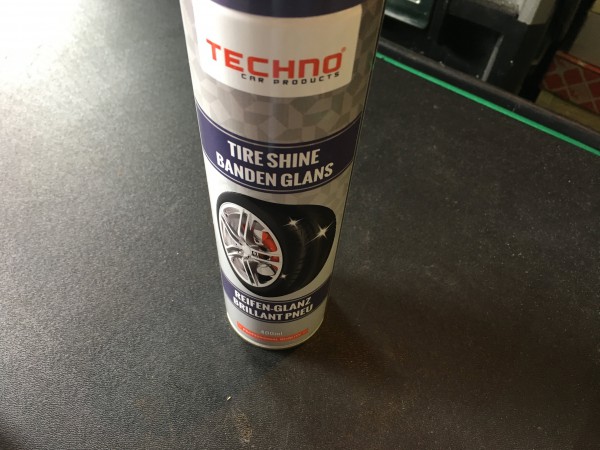 TECHNO
CAR PRODUCTS
TIRE SHINE
BANDEN GLANS
REIFEN-GLANZ
BRILLANT PNEU